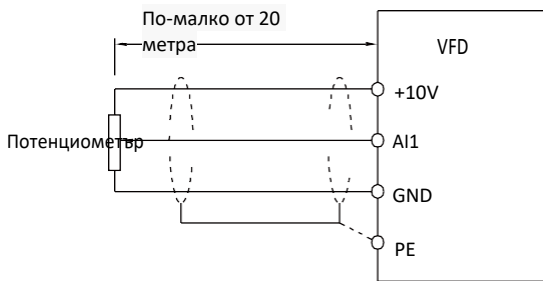 По-малко от 20
метра
VFD
+10V
Потенциометър
AI1
GND
PE